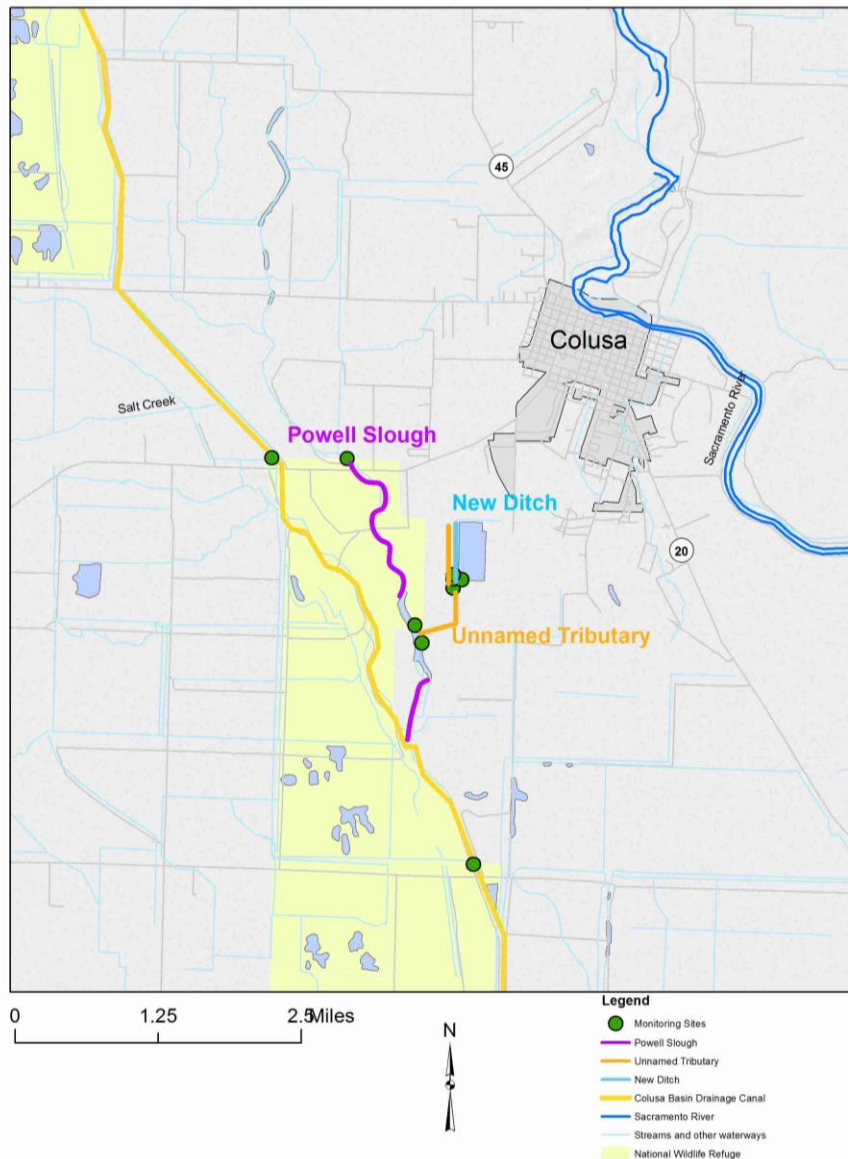 45
Colusa
Sacramento River
Salt Creek
Powell Slough
New Ditch
20
Unnamed Tributary
0 1.25 2.5 Miles
N
Legend
Monitoring Sites
Powell Slough
Unnamed Tributary
New Ditch
Colusa Basin Drainage Canal
Sacramento River
Streams and other waterways
National Wildlife Refuge